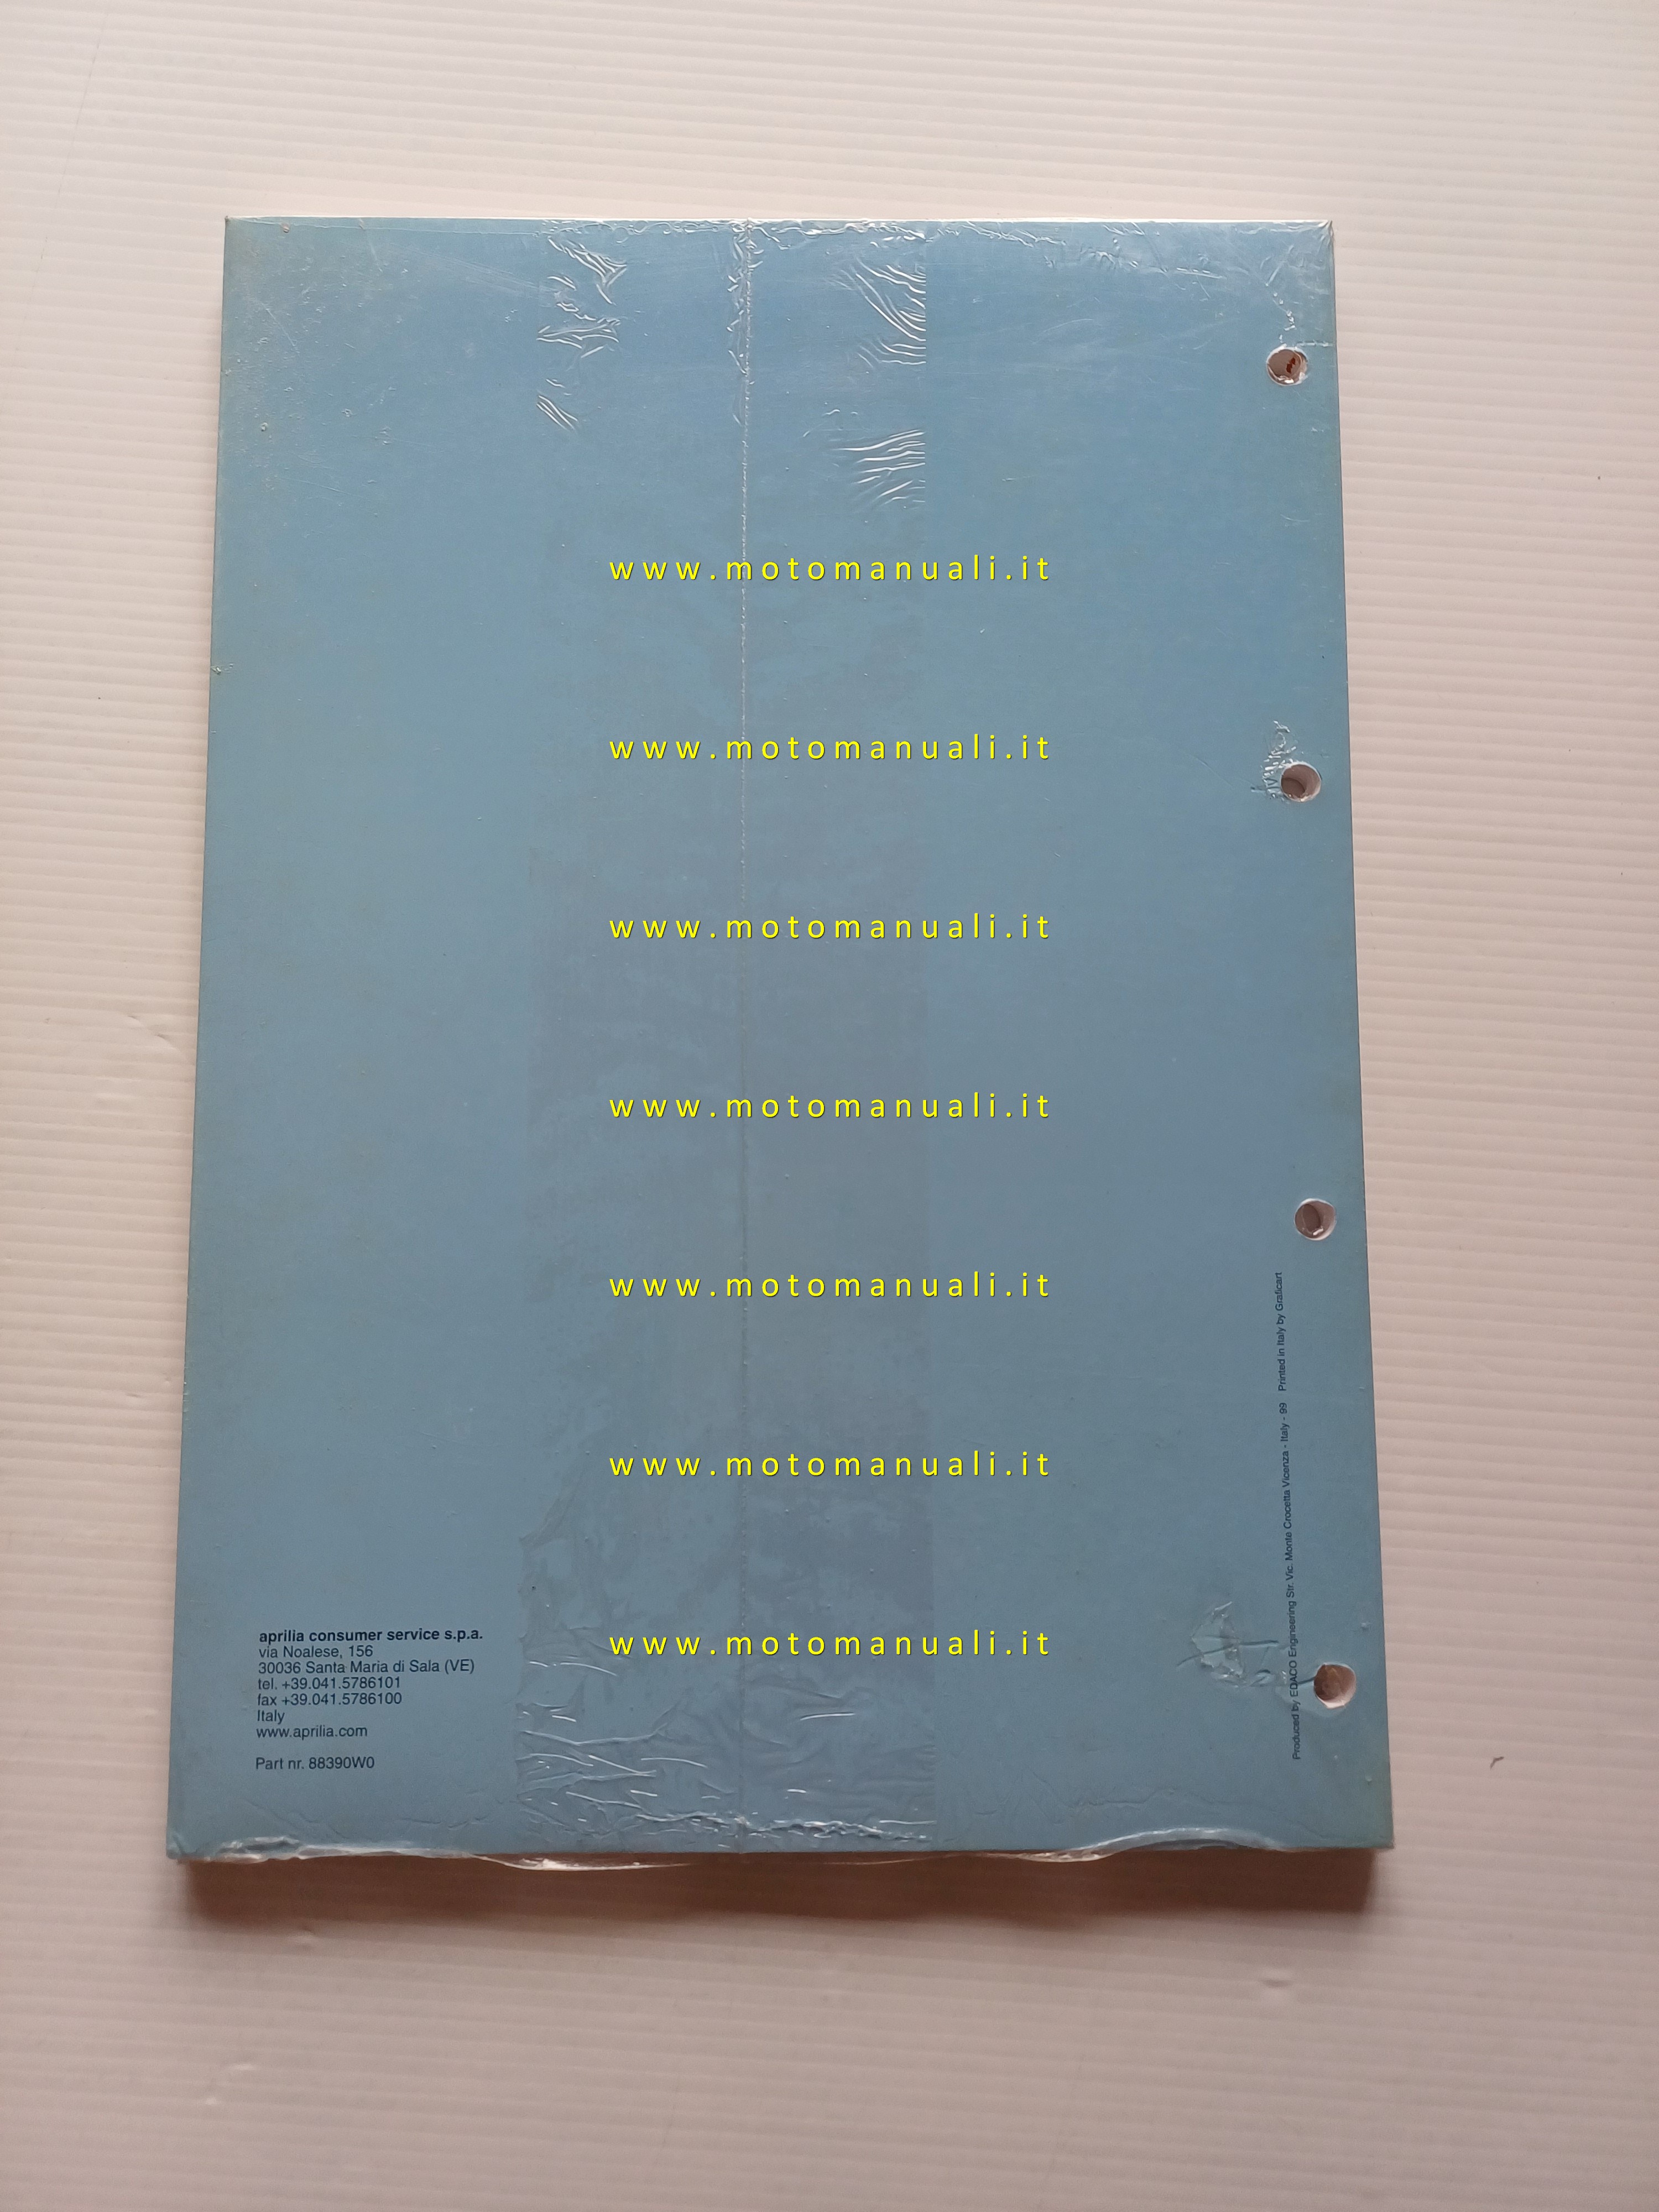 www.motomanuali.it
www.motomanuali.it
www.motomanuali.it
www.motomanuali.it
www.motomanuali.it
www.motomanuali.it
www.motomanuali.it
aprilia consumer service s.p.a.
via Noalese, 156
30036 Santa Maria di Sala (VE)
tel. +39.041.5786101
fax +39.041.5786100
Italy
www.aprilia.com
Part nr. 88390W0
Produced by EDACO Engineering Str. Vic. Monte Crocetta Vicenza - Italy - 99 Printed in Italy by Graficart